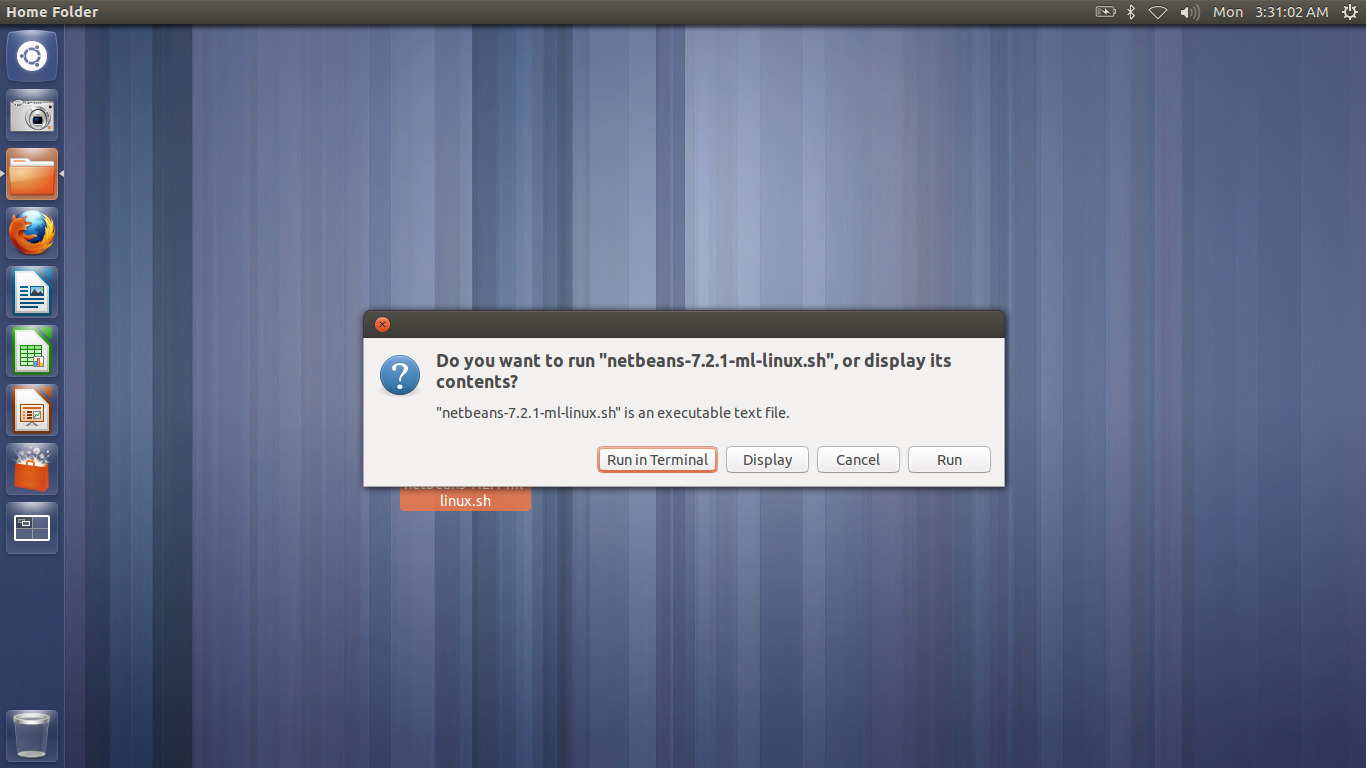 Home Folder
Mon 3:31:02 AM
Do you want to run "netbeans-7.2.1-ml-linux.sh", or display its
contents?
"netbeans-7.2.1-ml-linux.sh" is an executable text file.
Run in Terminal
Display
Cancel
Run
linux.sh